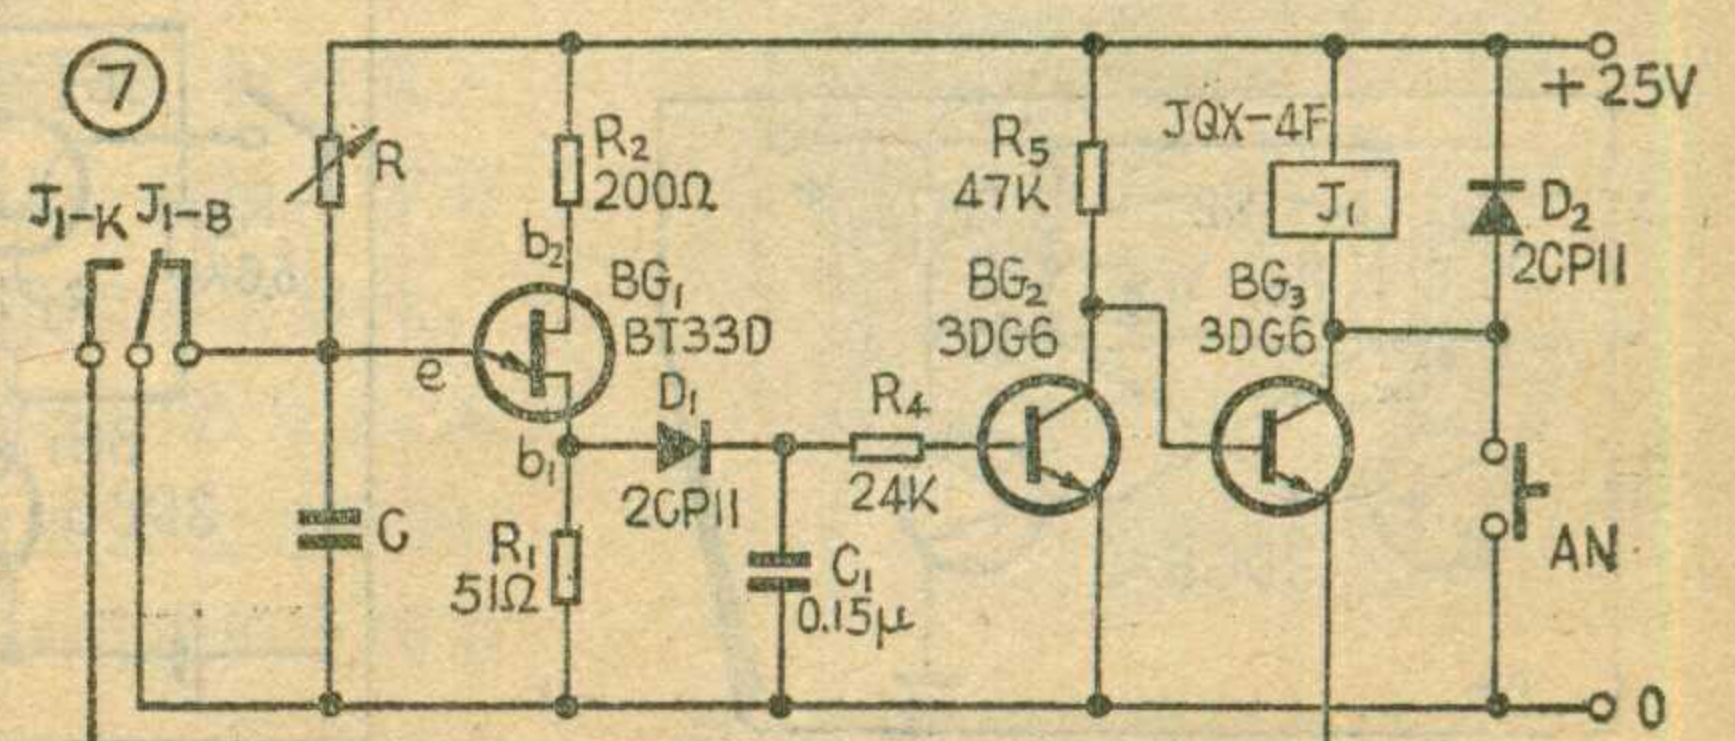 7
+25V
JQX-4F
R
R₂
200Ω
R₅
47K
J₁
D₂
2CP11
J₁-K J₁-B
b₂
BG₁
BT33D
BG₂
3DG6
BG₃
3DG6
e
D₁
2CP11
R₄
24K
b₁
C
R₁
51Ω
C₁
0.15μ
AN
0